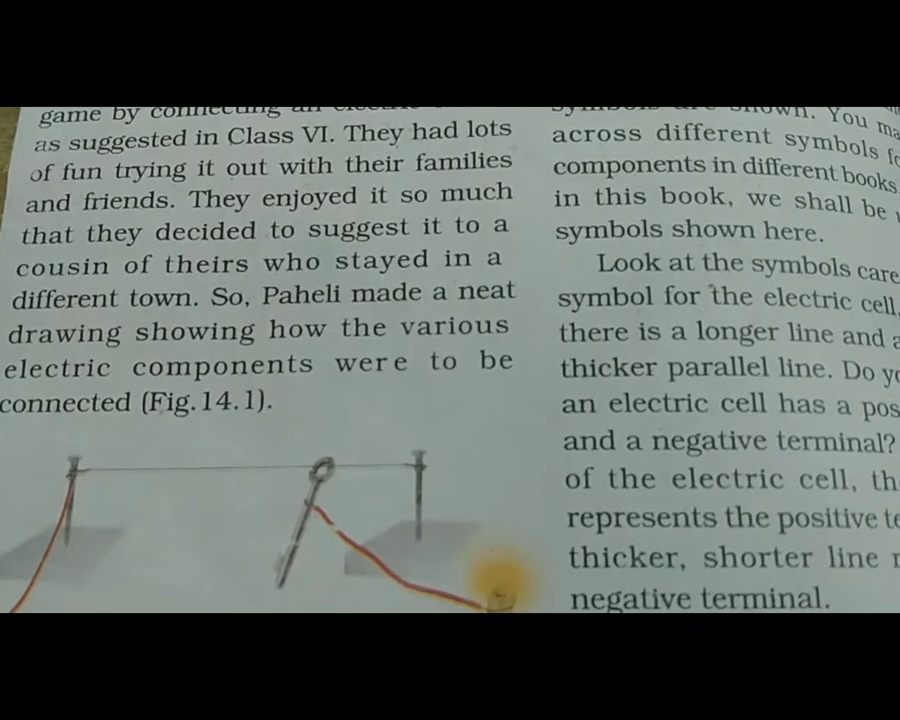 game by connecting an electric
as suggested in Class VI. They had lots
of fun trying it out with their families
and friends. They enjoyed it so much
that they decided to suggest it to a
cousin of theirs who stayed in a
different town. So, Paheli made a neat
drawing showing how the various
electric components were to be
connected (Fig.14.1).
symbols are shown. You ma
across different symbols fo
components in different books.
in this book, we shall be
symbols shown here.
Look at the symbols care
symbol for the electric cell,
there is a longer line and a
thicker parallel line. Do yo
an electric cell has a pos
and a negative terminal?
of the electric cell, th
represents the positive te
thicker, shorter line r
negative terminal.